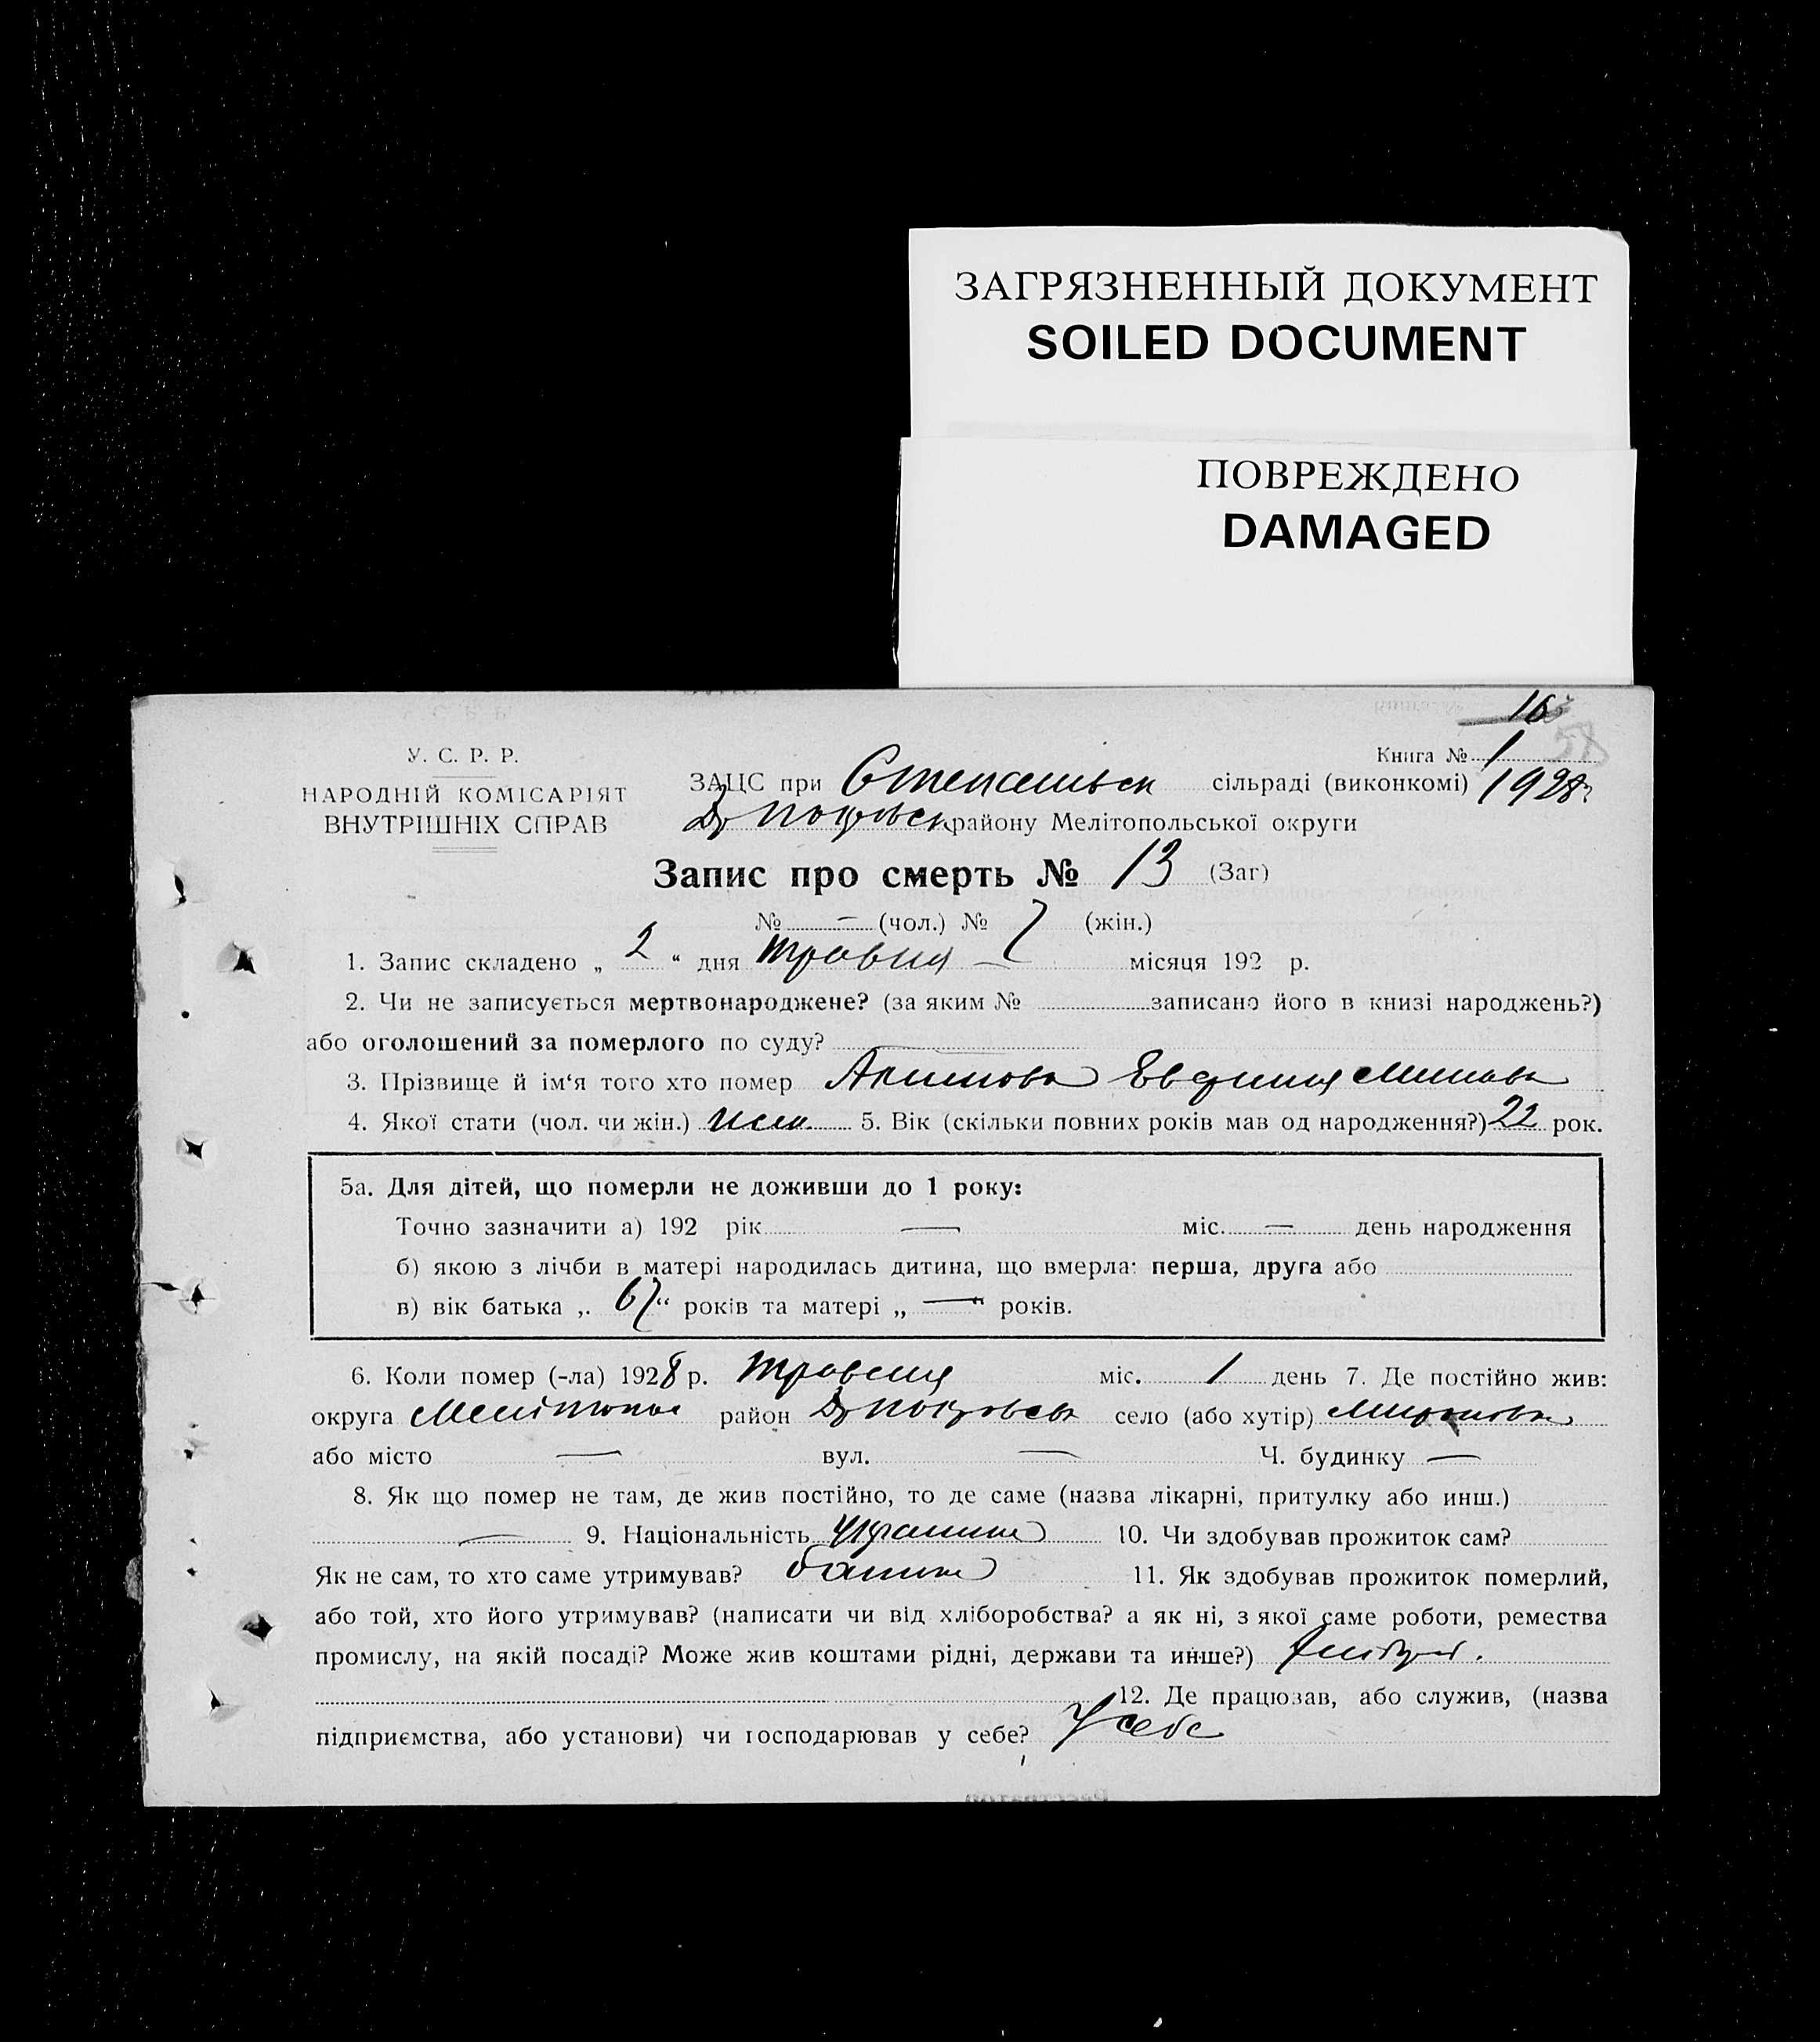 ЗАГРЯЗНЕННЫЙ ДОКУМЕНТ
SOILED DOCUMENT
ПОВРЕЖДЕНО
DAMAGED
16
У. С. Р. Р.
Книга № 1
НАРОДНІЙ КОМІСАРІЯТ
ЗАЦС при сільраді (виконкомі) 1928
ВНУТРІШНІХ СПРАВ
району Мелітопольської округи
Запис про смерть № 13 (Заг)
№ — (чол.) № 7 (жін.)
1. Запис складено „ 2 “ дня травня — місяця 192 р.
2. Чи не записується мертвонароджене? (за яким № записано його в книзі народжень?)
або оголошений за померлого по суду? —
3. Прізвище й ім‘я того хто помер Акимова
4. Якої стати (чол. чи жін.) 5. Вік (скільки повних років мав од народження?) 22 рок.
5а. Для дітей, що померли не доживши до 1 року:
Точно зазначити а) 192 рік — міс. — день народження
б) якою з лічби в матері народилась дитина, що вмерла: перша, друга або
в) вік батька „ 67 “ років та матері „ — “ років.
6. Коли помер (-ла) 1928 р. травня міс. 1 день 7. Де постійно жив:
округа район село (або хутір)
або місто — вул. — Ч. будинку —
8. Як що помер не там, де жив постійно, то де саме (назва лікарні, притулку або инш.)
— 9. Національність 10. Чи здобував прожиток сам?
Як не сам, то хто саме утримував? 11. Як здобував прожиток померлий,
або той, хто його утримував? (написати чи від хліборобства? а як ні, з якої саме роботи, ремества
промислу, на якій посаді? Може жив коштами рідні, держави та инше?)
12. Де працював, або служив, (назва
підприємства, або установи) чи господарював у себе? У себе